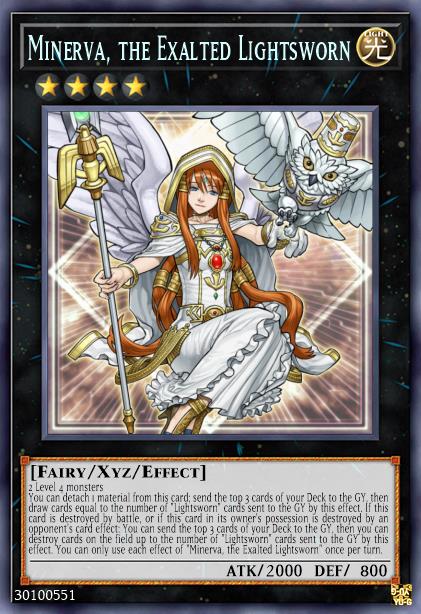 Minerva, the Exalted Lightsworn
LIGHT
光
[Fairy/Xyz/Effect]
2 Level 4 monsters
You can detach 1 material from this card; send the top 3 cards of your Deck to the GY, then
draw cards equal to the number of "Lightsworn" cards sent to the GY by this effect. If this
card is destroyed by battle, or if this card in its owner's possession is destroyed by an
opponent's card effect: You can send the top 3 cards of your Deck to the GY, then you can
destroy cards on the field up to the number of "Lightsworn" cards sent to the GY by this
effect. You can only use each effect of "Minerva, the Exalted Lightsworn" once per turn.
ATK/2000 DEF/ 800
30100551